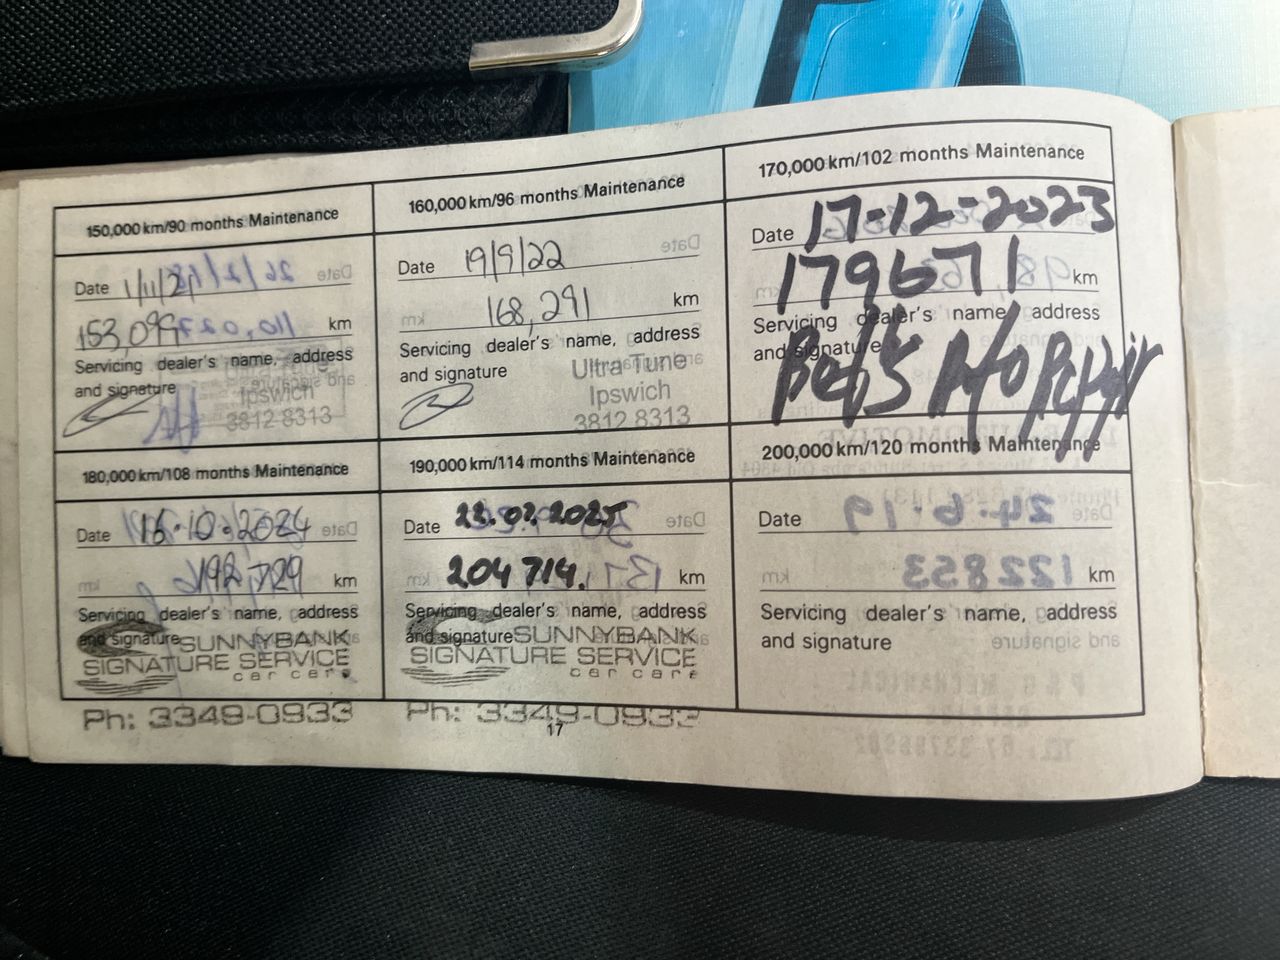 150,000 km/90 months Maintenance
Date 1/11/21
153,099 km
Servicing dealer's name, address
and signature
Ipswich
3812 8313
160,000 km/96 months Maintenance
Date 19/9/22
168,291 km
Servicing dealer's name, address
and signature
Ultra Tune
Ipswich
3812 8313
170,000 km/102 months Maintenance
Date 17-12-2023
179671 km
Servicing dealer's name, address
and signature
180,000 km/108 months Maintenance
Date 16.10.2024
192,729 km
Servicing dealer's name, address
and signature
SUNNYBANK
SIGNATURE SERVICE
car care
Ph: 3349-0933
190,000 km/114 months Maintenance
Date 22.07.2025
204 714. km
Servicing dealer's name, address
and signature
SUNNYBANK
SIGNATURE SERVICE
car care
Ph: 3349-0933
200,000 km/120 months Maintenance
Date
km
Servicing dealer's name, address
and signature
17